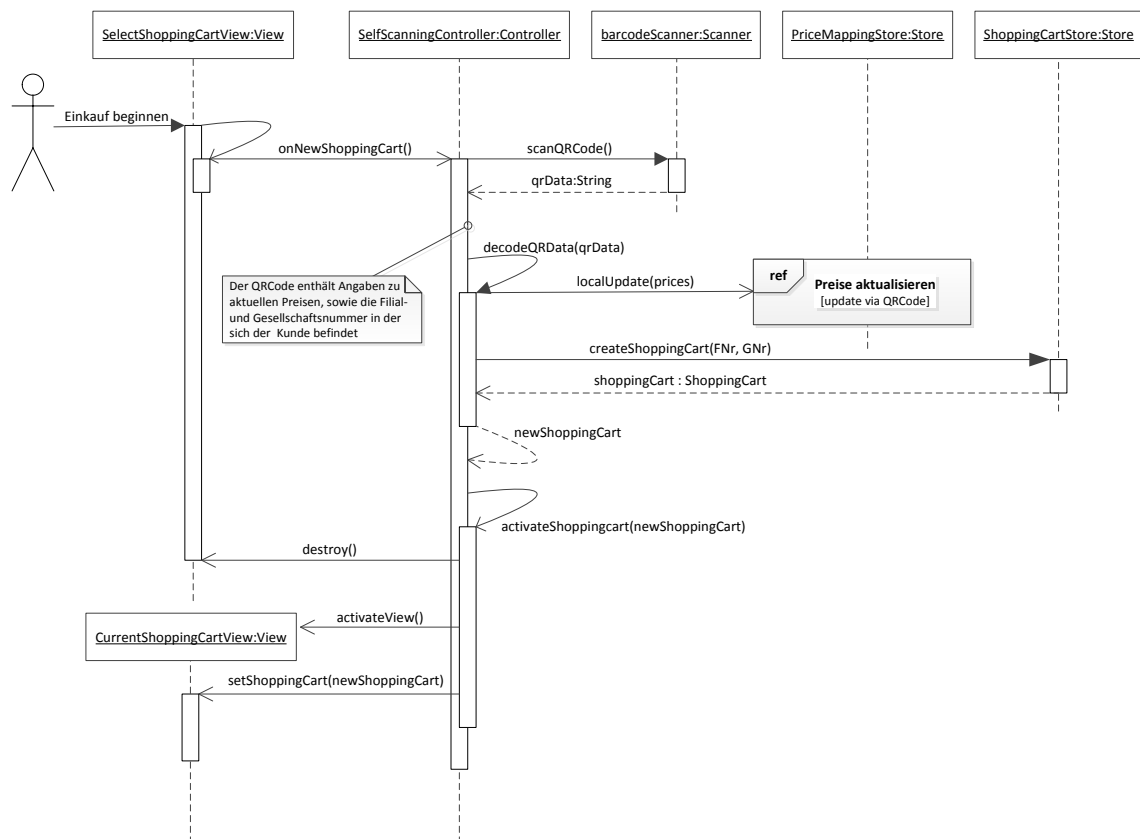 SelectShoppingCartView:View
SelfScanningController:Controller
barcodeScanner:Scanner
PriceMappingStore:Store
ShoppingCartStore:Store
Einkauf beginnen
onNewShoppingCart()
scanQRCode()
qrData:String
decodeQRData(qrData)
Der QRCode enthält Angaben zu
aktuellen Preisen, sowie die Filial-
und Gesellschaftsnummer in der
sich der Kunde befindet
localUpdate(prices)
ref
Preise aktualisieren
[update via QRCode]
createShoppingCart(FNr, GNr)
shoppingCart : ShoppingCart
newShoppingCart
activateShoppingcart(newShoppingCart)
destroy()
activateView()
CurrentShoppingCartView:View
setShoppingCart(newShoppingCart)